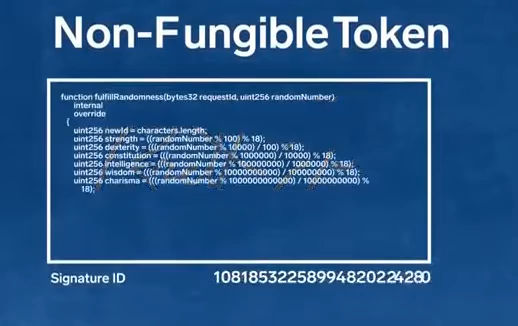 Non-Fungible Token
function fulfillRandomness(bytes32 requestId, uint256 randomNumber)
internal
override
{
uint256 newId = characters.length;
uint256 strength = ((randomNumber % 100) % 18);
uint256 dexterity = (((randomNumber % 10000) / 100) % 18);
uint256 constitution = (((randomNumber % 1000000) / 10000) % 18);
uint256 intelligence = (((randomNumber % 100000000) / 1000000) % 18);
uint256 wisdom = (((randomNumber % 10000000000) / 100000000) % 18);
uint256 charisma = (((randomNumber % 1000000000000) / 10000000000) %
18);
Signature ID